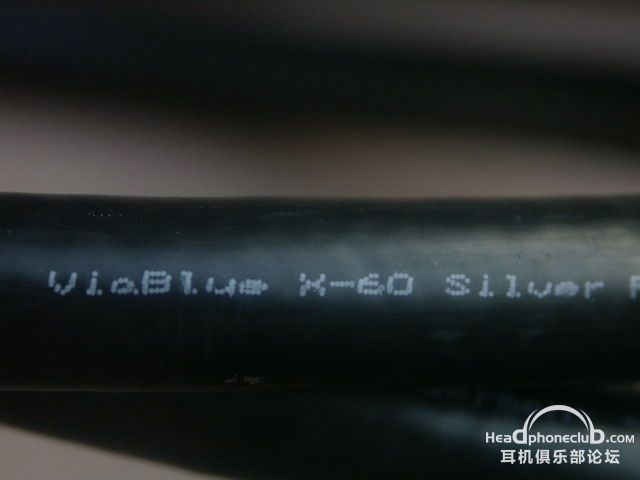 ViaBlue X-60 Silver
Headphoneclub.com
耳机俱乐部论坛